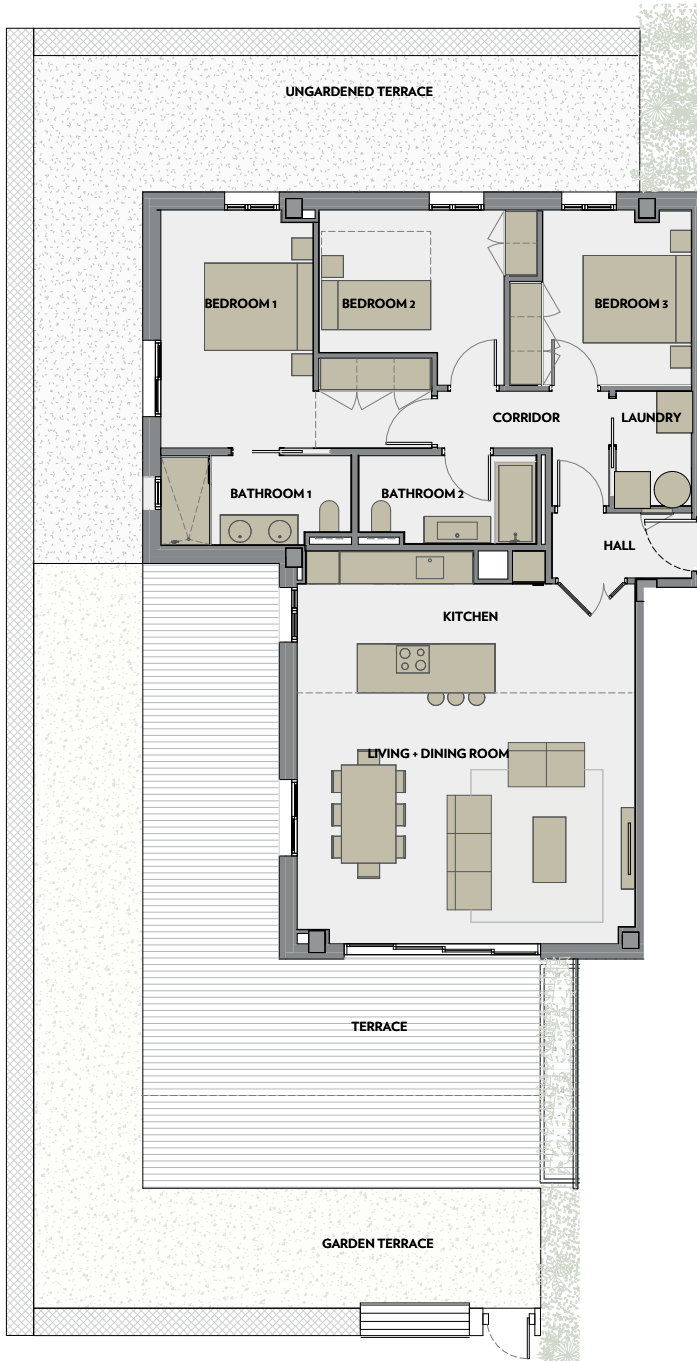 UNGARDENED TERRACE
BEDROOM 1
BEDROOM 2
BEDROOM 3
CORRIDOR
LAUNDRY
BATHROOM 1
BATHROOM 2
HALL
KITCHEN
LIVING + DINING ROOM
TERRACE
GARDEN TERRACE